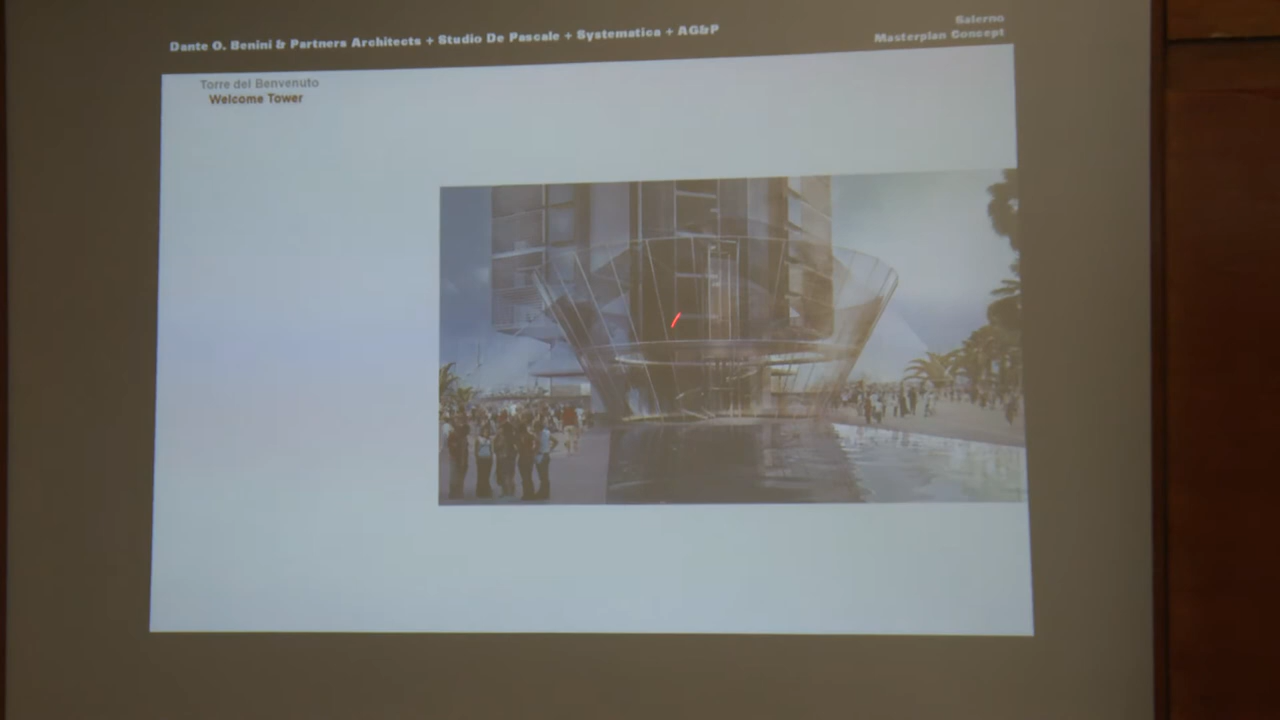 Dante O. Benini & Partners Architects + Studio De Pascale + Systematica + AG&P
Salerno
Masterplan Concept
Torre del Benvenuto
Welcome Tower